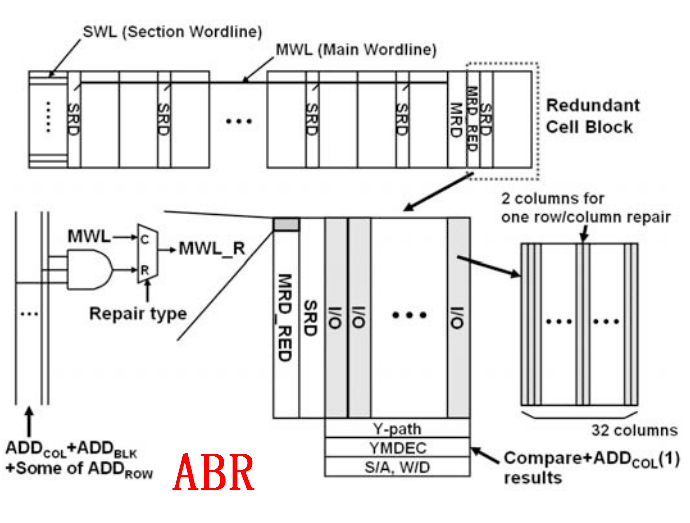 SWL (Section Wordline)
MWL (Main Wordline)
SRD
SRD
SRD
SRD
MRD
MRD_RED
SRD
Redundant
Cell Block
2 columns for
one row/column repair
MWL
C
R
MWL_R
Repair type
MRD_RED
SRD
I/O
I/O
I/O
32 columns
Y-path
YMDEC
S/A, W/D
Compare+ADDCOL(1)
results
ADDCOL+ADDBLK
+Some of ADDROW
ABR